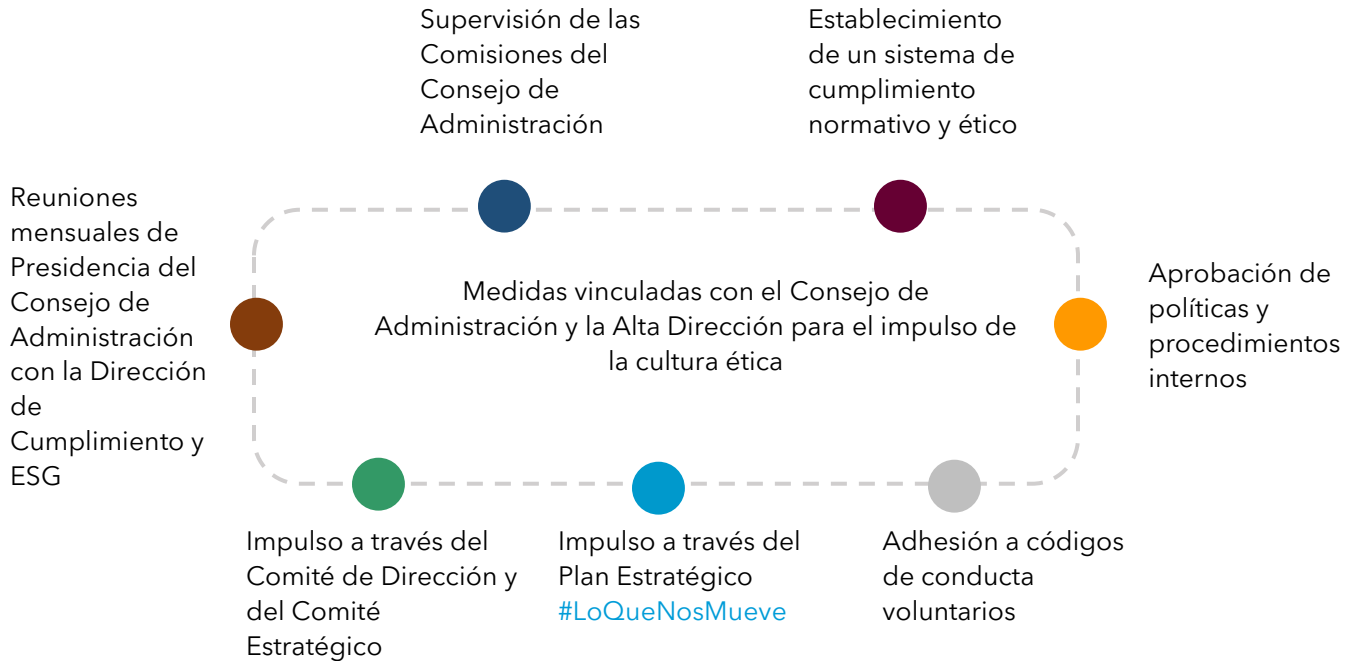 Supervisión de las
Comisiones del
Consejo de
Administración
Establecimiento
de un sistema de
cumplimiento
normativo y ético
Reuniones
mensuales de
Presidencia del
Consejo de
Administración
con la Dirección
de
Cumplimiento y
ESG
Medidas vinculadas con el Consejo de
Administración y la Alta Dirección para el impulso de
la cultura ética
Aprobación de
políticas y
procedimientos
internos
Impulso a través del
Comité de Dirección y
del Comité
Estratégico
Impulso a través del
Plan Estratégico
#LoQueNosMueve
Adhesión a códigos
de conducta
voluntarios